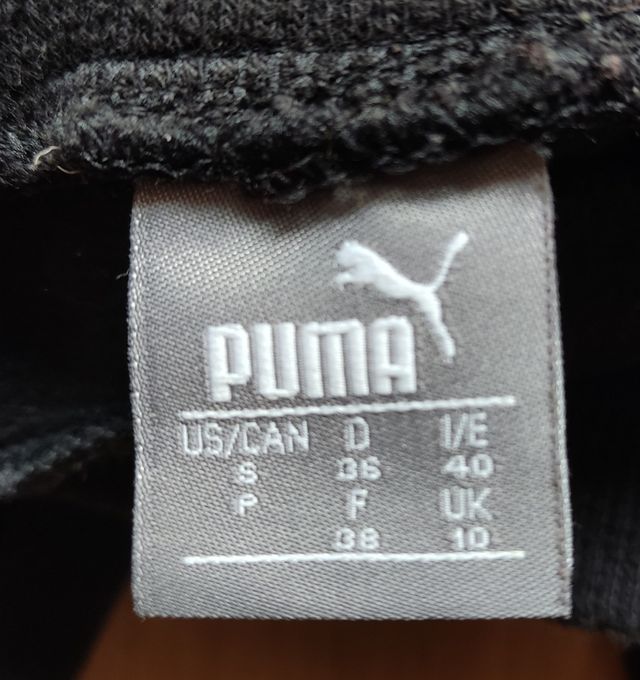 PUMA
US/CAN D I/E
S 36 40
P F UK
38 10